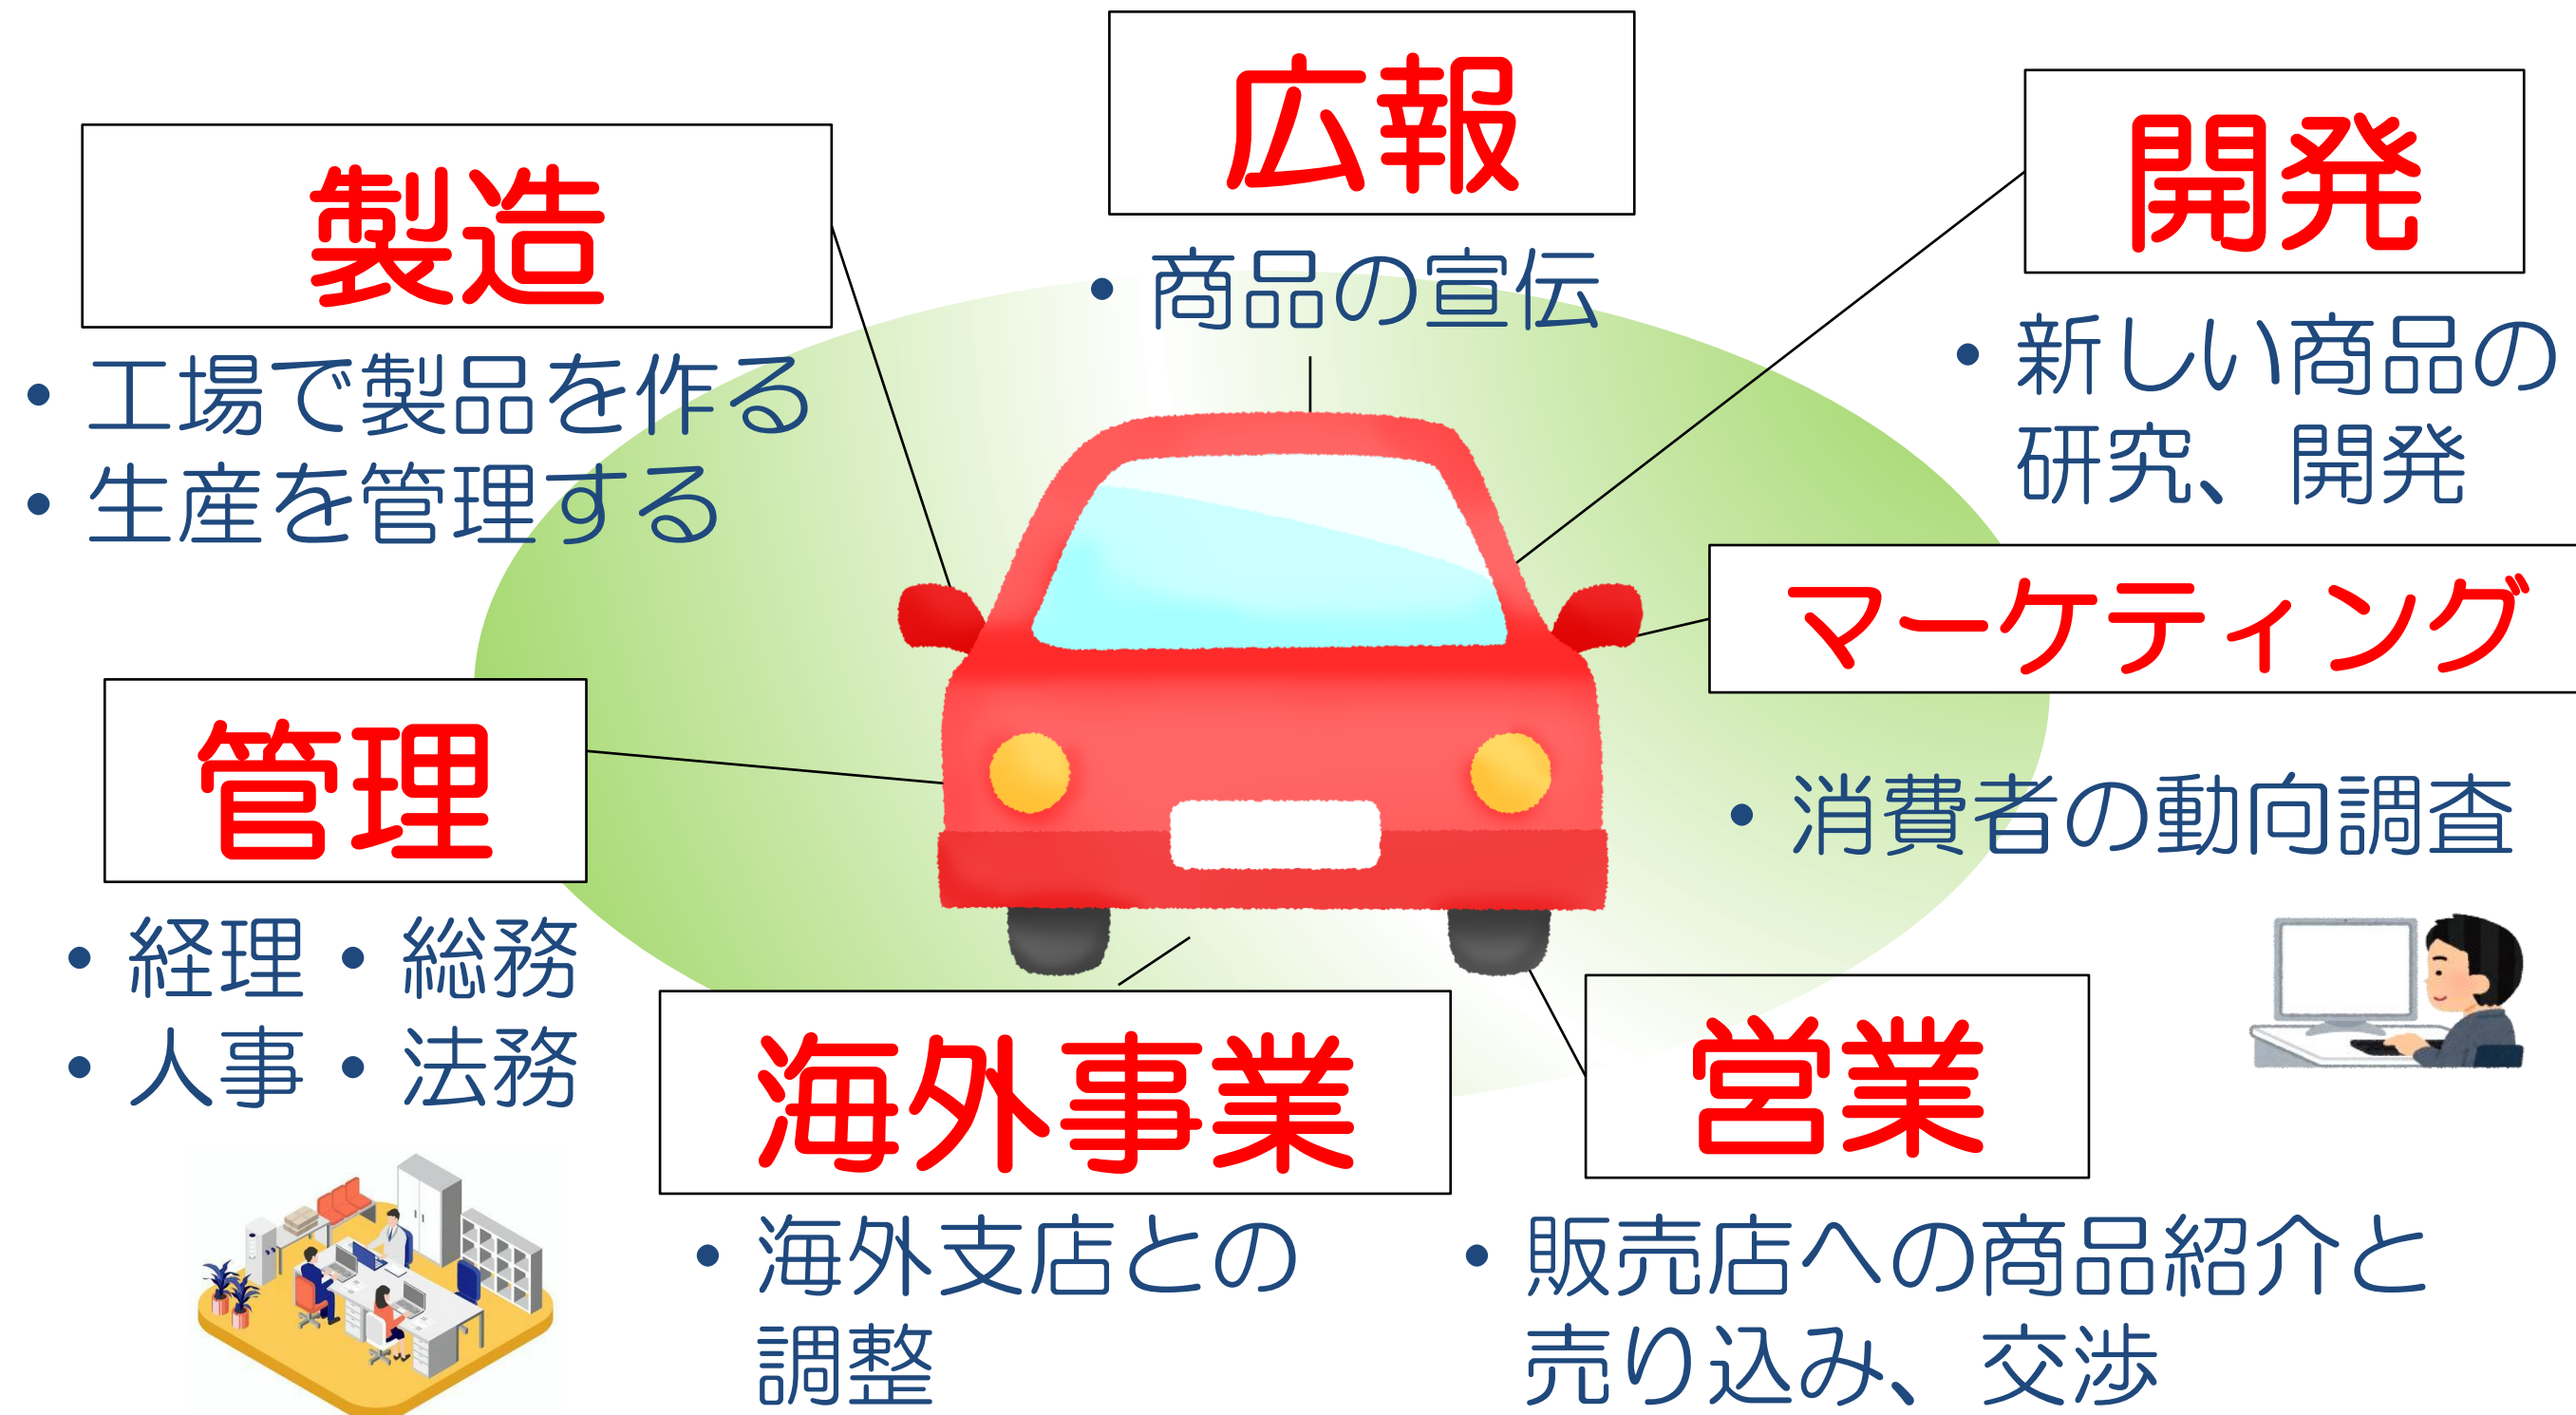 広報
・商品の宣伝
製造
・工場で製品を作る
・生産を管理する
開発
・新しい商品の
研究、開発
マーケティング
・消費者の動向調査
管理
・経理・総務
・人事・法務
海外事業
・海外支店との
調整
営業
・販売店への商品紹介と
売り込み、交渉